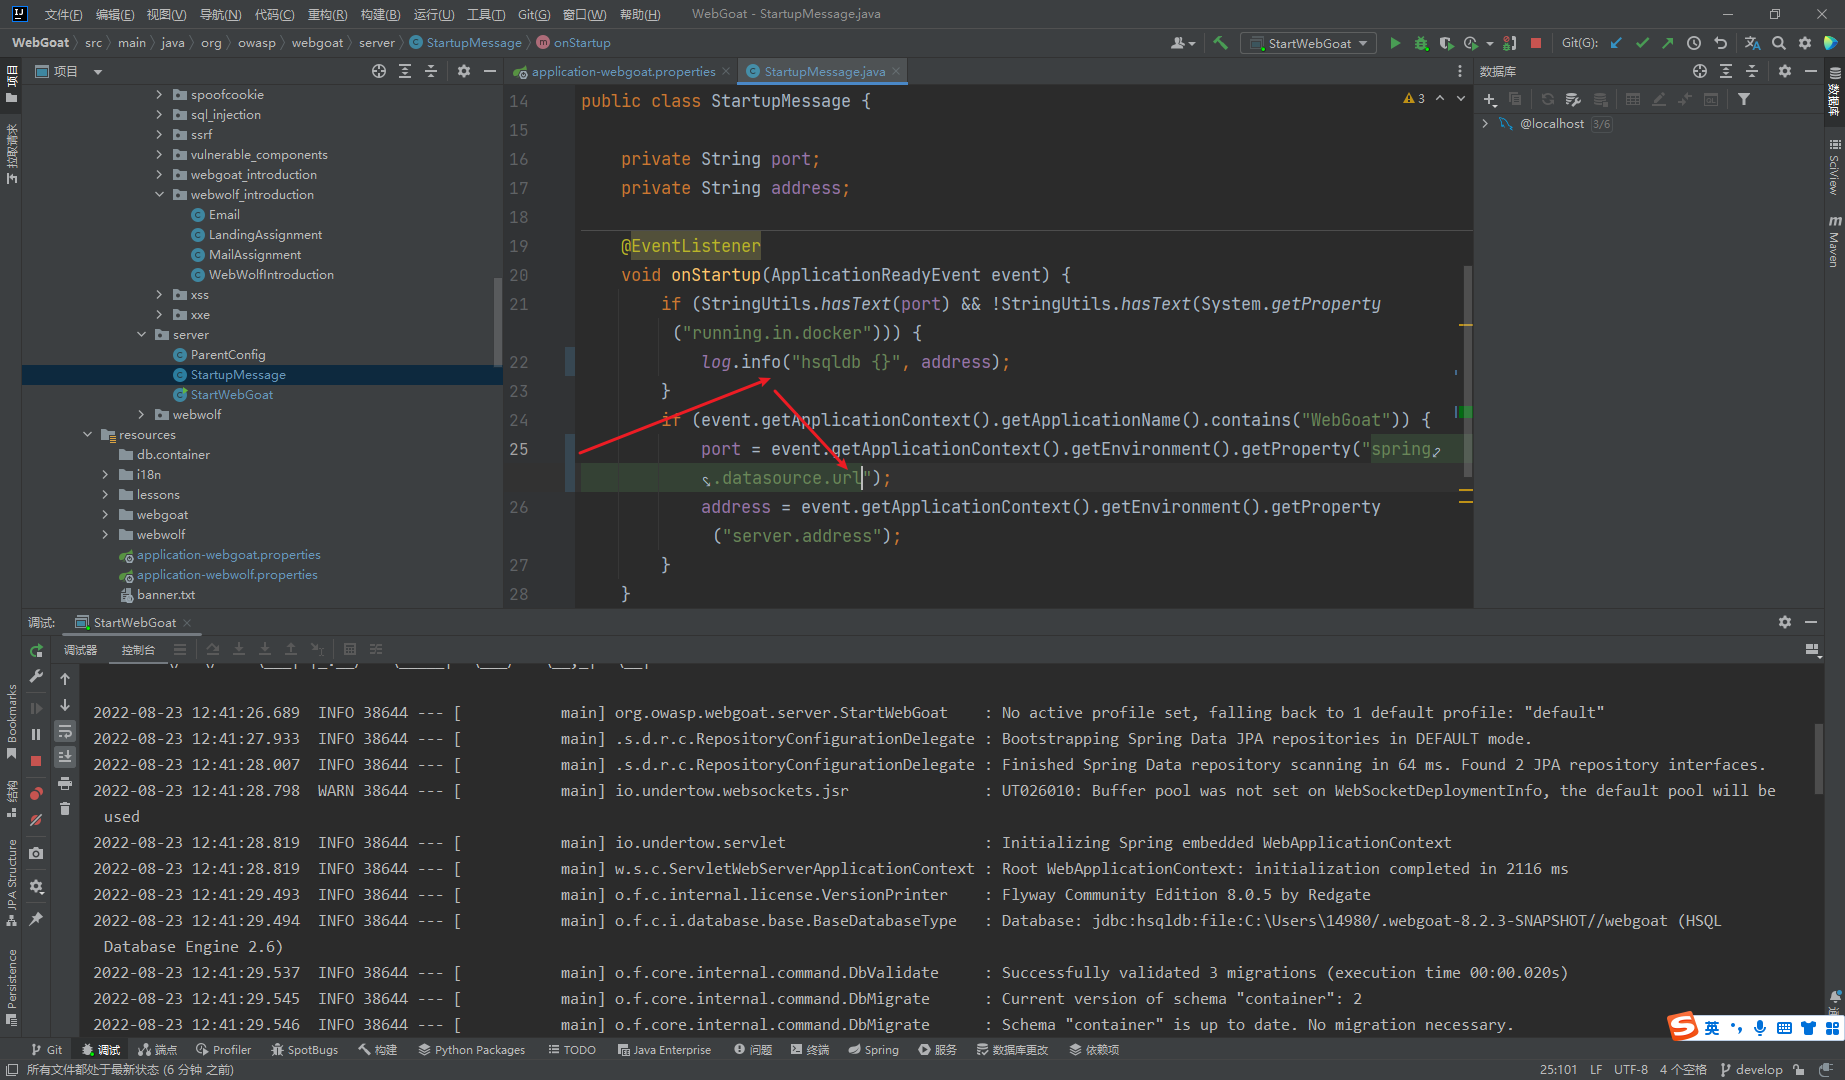 文件(F) 编辑(E) 视图(V) 导航(N) 代码(C) 重构(R) 构建(B) 运行(U) 工具(T) Git(G) 窗口(W) 帮助(H) WebGoat - StartupMessage.java
WebGoat src main java org owasp webgoat server StartupMessage onStartup
StartWebGoat Git(G):
项目
application-webgoat.properties StartupMessage.java
数据库
spoofcookie
sql_injection
ssrf
vulnerable_components
webgoat_introduction
webwolf_introduction
Email
LandingAssignment
MailAssignment
WebWolfIntroduction
xss
xxe
server
ParentConfig
StartupMessage
StartWebGoat
webwolf
resources
db.container
i18n
lessons
webgoat
webwolf
application-webgoat.properties
application-webwolf.properties
banner.txt
14 public class StartupMessage {
15
16 private String port;
17 private String address;
18
19 @EventListener
20 void onStartup(ApplicationReadyEvent event) {
21 if (StringUtils.hasText(port) && !StringUtils.hasText(System.getProperty
("running.in.docker"))) {
22 log.info("hsqldb {}", address);
23 }
24 if (event.getApplicationContext().getApplicationName().contains("WebGoat")) {
25 port = event.getApplicationContext().getEnvironment().getProperty("spring
.datasource.url");
26 address = event.getApplicationContext().getEnvironment().getProperty
("server.address");
27 }
28 }
3
@localhost 3/6
项目
拉取请求
Bookmarks
结构
JPA Structure
Persistence
数据库
SciView
Maven
调试: StartWebGoat
调试器 控制台
2022-08-23 12:41:26.689 INFO 38644 --- [ main] org.owasp.webgoat.server.StartWebGoat : No active profile set, falling back to 1 default profile: "default"
2022-08-23 12:41:27.933 INFO 38644 --- [ main] .s.d.r.c.RepositoryConfigurationDelegate : Bootstrapping Spring Data JPA repositories in DEFAULT mode.
2022-08-23 12:41:28.007 INFO 38644 --- [ main] .s.d.r.c.RepositoryConfigurationDelegate : Finished Spring Data repository scanning in 64 ms. Found 2 JPA repository interfaces.
2022-08-23 12:41:28.798 WARN 38644 --- [ main] io.undertow.websockets.jsr : UT026010: Buffer pool was not set on WebSocketDeploymentInfo, the default pool will be
used
2022-08-23 12:41:28.819 INFO 38644 --- [ main] io.undertow.servlet : Initializing Spring embedded WebApplicationContext
2022-08-23 12:41:28.819 INFO 38644 --- [ main] w.s.c.ServletWebServerApplicationContext : Root WebApplicationContext: initialization completed in 2116 ms
2022-08-23 12:41:29.493 INFO 38644 --- [ main] o.f.c.internal.license.VersionPrinter : Flyway Community Edition 8.0.5 by Redgate
2022-08-23 12:41:29.494 INFO 38644 --- [ main] o.f.c.i.database.base.BaseDatabaseType : Database: jdbc:hsqldb:file:C:\Users\14980/.webgoat-8.2.3-SNAPSHOT//webgoat (HSQL
Database Engine 2.6)
2022-08-23 12:41:29.537 INFO 38644 --- [ main] o.f.core.internal.command.DbValidate : Successfully validated 3 migrations (execution time 00:00.020s)
2022-08-23 12:41:29.545 INFO 38644 --- [ main] o.f.core.internal.command.DbMigrate : Current version of schema "container": 2
2022-08-23 12:41:29.546 INFO 38644 --- [ main] o.f.core.internal.command.DbMigrate : Schema "container" is up to date. No migration necessary.
英
Git 调试 端点 Profiler SpotBugs 构建 Python Packages TODO Java Enterprise 问题 终端 Spring 服务 数据库更改 依赖项
所有文件都处于最新状态 (6 分钟 之前) 25:101 LF UTF-8 4 个空格 develop